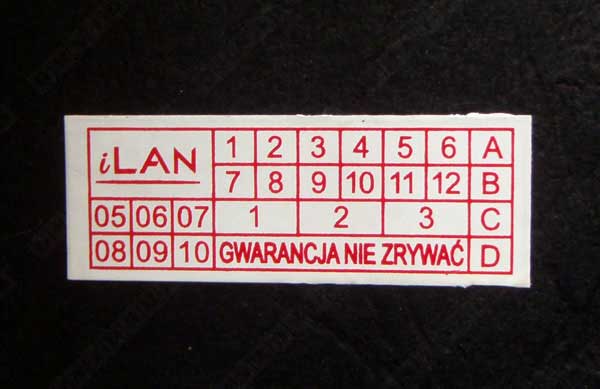 iLAN 1 2 3 4 5 6 A
7 8 9 10 11 12 B
05 06 07 1 2 3 C
08 09 10 GWARANCJA NIE ZRYWAĆ D